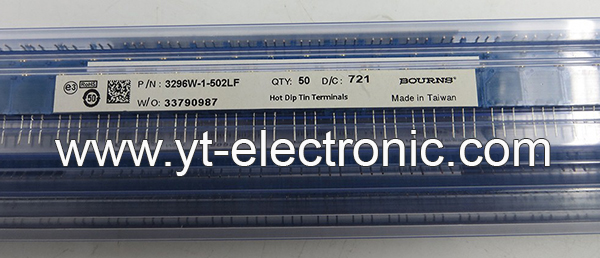 e3 RoHS P/N: 3296W-1-502LF QTY: 50 D/C: 721 BOURNS®
50 W/O: 33790987 Hot Dip Tin Terminals Made in Taiwan
www.yt-electronic.com